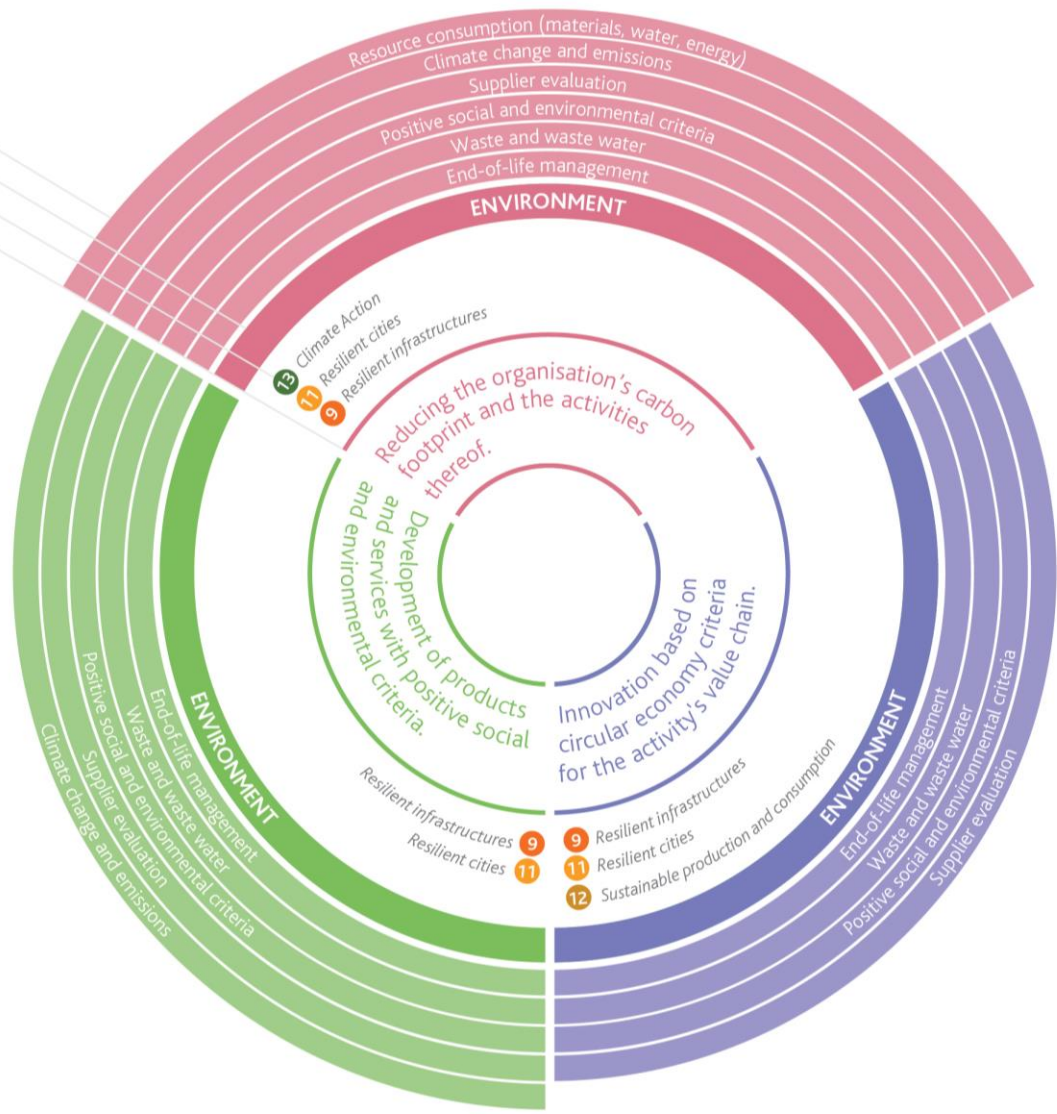 Resource consumption (materials, water, energy)
Climate change and emissions
Supplier evaluation
Positive social and environmental criteria
Waste and waste water
End-of-life management
ENVIRONMENT
13 Climate Action
11 Resilient cities
9 Resilient infrastructures
Reducing the organisation's carbon
footprint and the activities
thereof.
Development of products
and services with positive social
and environmental criteria.
Innovation based on
circular economy criteria
for the activity's value chain.
Resilient infrastructures 9
Resilient cities 11
9 Resilient infrastructures
11 Resilient cities
12 Sustainable production and consumption
ENVIRONMENT
End-of-life management
Waste and waste water
Positive social and environmental criteria
Supplier evaluation
Climate change and emissions
ENVIRONMENT
End-of-life management
Waste and waste water
Positive social and environmental criteria
Supplier evaluation